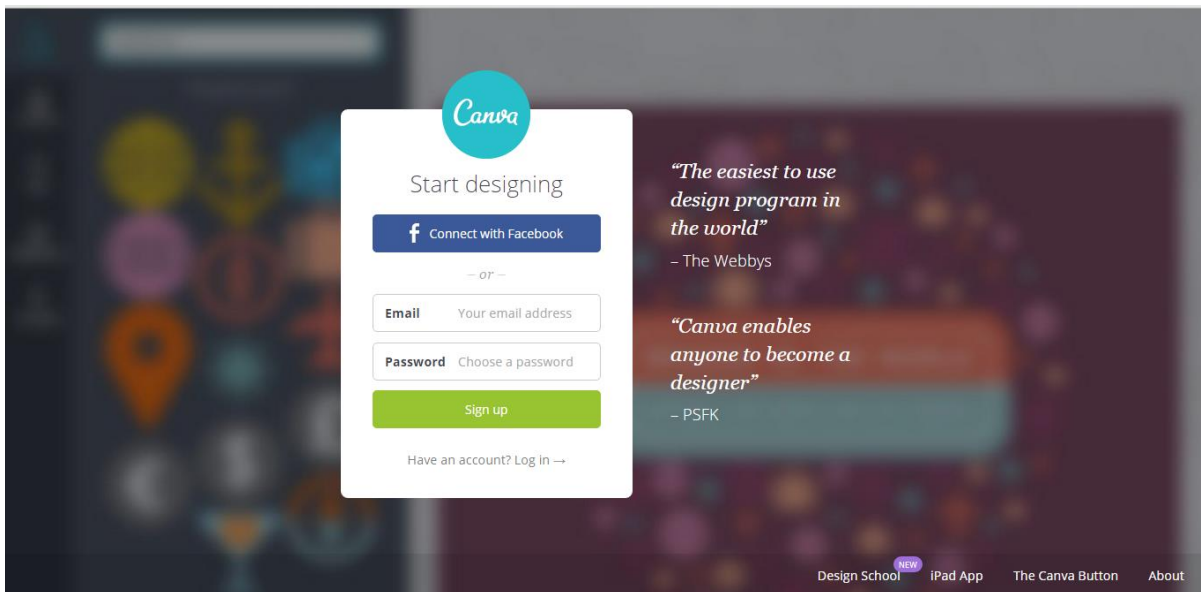 Canva
Start designing
f Connect with Facebook
– or –
Email Your email address
Password Choose a password
Sign up
Have an account? Log in →
“The easiest to use
design program in
the world”
– The Webbys
“Canva enables
anyone to become a
designer”
– PSFK
Design School NEW iPad App The Canva Button About